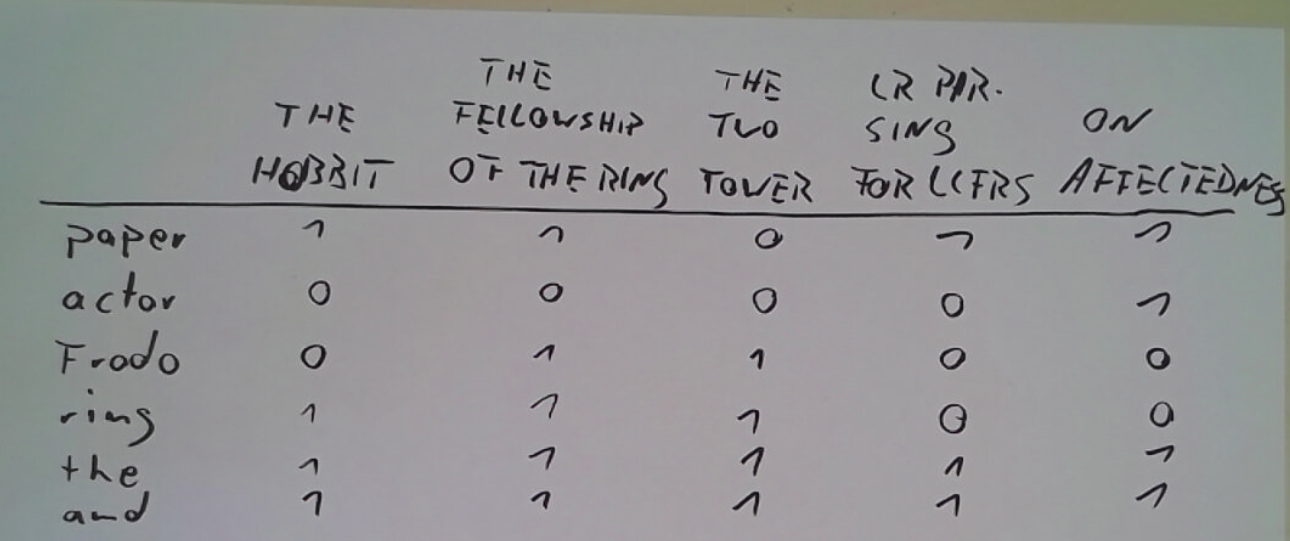 THE HOBBIT THE FELLOWSHIP OF THE RING THE TWO TOWER LR PAR- SING FOR LCFRS ON AFFECTEDNESS
paper 1 1 0 1 1
actor 0 0 0 0 1
Frodo 0 1 1 0 0
ring 1 1 1 0 0
the 1 1 1 1 1
and 1 1 1 1 1